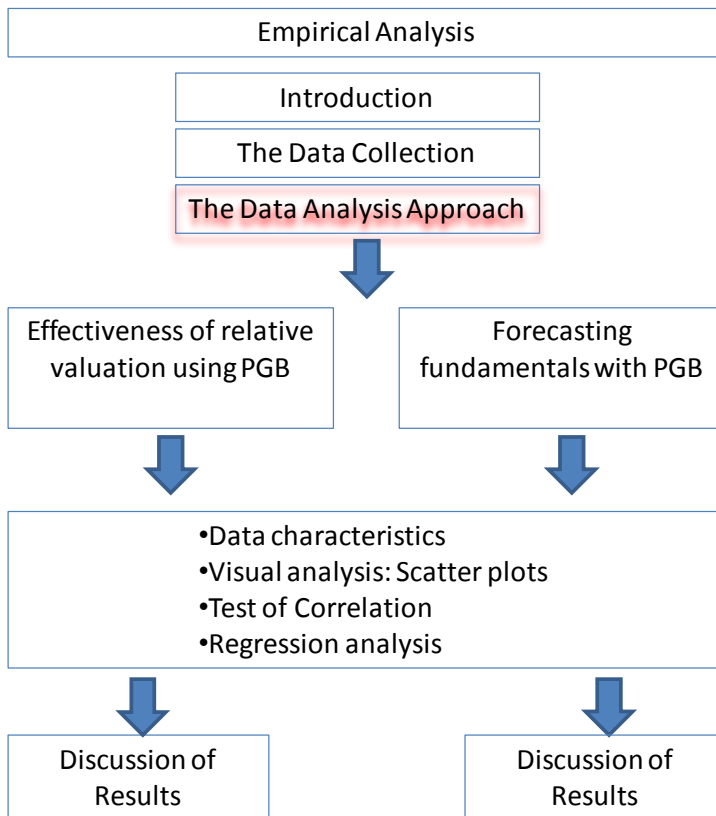 Empirical Analysis
Introduction
The Data Collection
The Data Analysis Approach
Effectiveness of relative
valuation using PGB
Forecasting
fundamentals with PGB
•Data characteristics
•Visual analysis: Scatter plots
•Test of Correlation
•Regression analysis
Discussion of
Results
Discussion of
Results